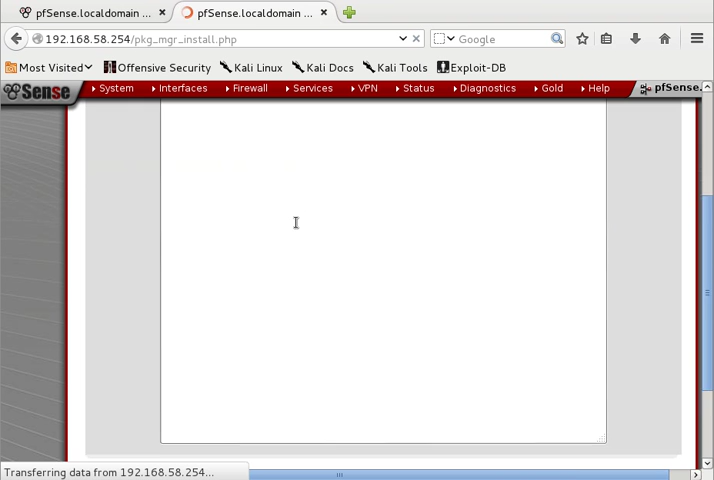 pfSense.localdomain ...
pfSense.localdomain ...
192.168.58.254/pkg_mgr_install.php
Google
Most Visited
Offensive Security
Kali Linux
Kali Docs
Kali Tools
Exploit-DB
Sense
System
Interfaces
Firewall
Services
VPN
Status
Diagnostics
Gold
Help
pfSense.
Transferring data from 192.168.58.254...